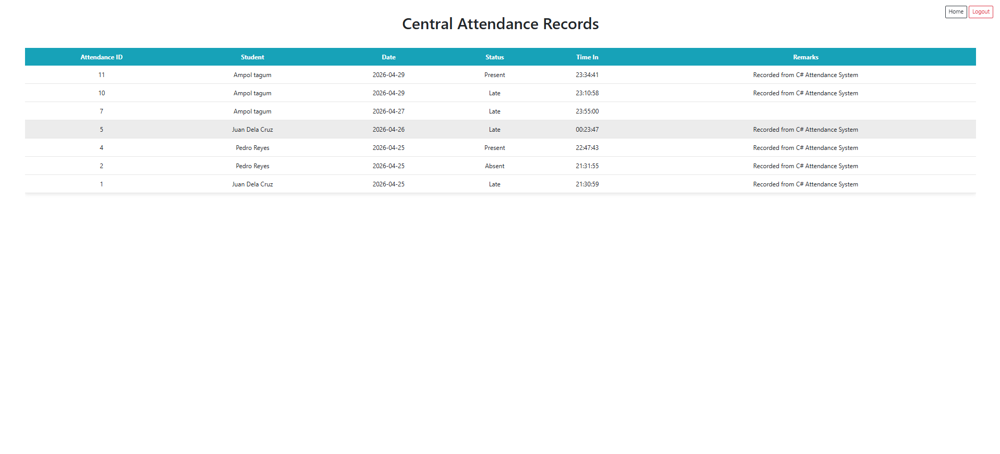 Home Logout
Central Attendance Records
Attendance ID Student Date Status Time In Remarks
11 Ampol tagum 2026-04-29 Present 23:34:41 Recorded from C# Attendance System
10 Ampol tagum 2026-04-29 Late 23:10:58 Recorded from C# Attendance System
7 Ampol tagum 2026-04-27 Late 23:55:00
5 Juan Dela Cruz 2026-04-26 Late 00:23:47 Recorded from C# Attendance System
4 Pedro Reyes 2026-04-25 Present 22:47:43 Recorded from C# Attendance System
2 Pedro Reyes 2026-04-25 Absent 21:31:55 Recorded from C# Attendance System
1 Juan Dela Cruz 2026-04-25 Late 21:30:59 Recorded from C# Attendance System